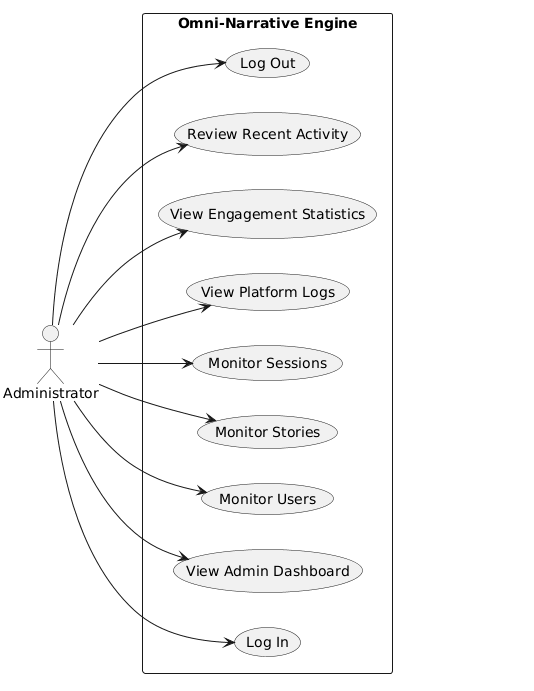 Omni-Narrative Engine
Log Out
Review Recent Activity
View Engagement Statistics
View Platform Logs
Monitor Sessions
Administrator
Monitor Stories
Monitor Users
View Admin Dashboard
Log In